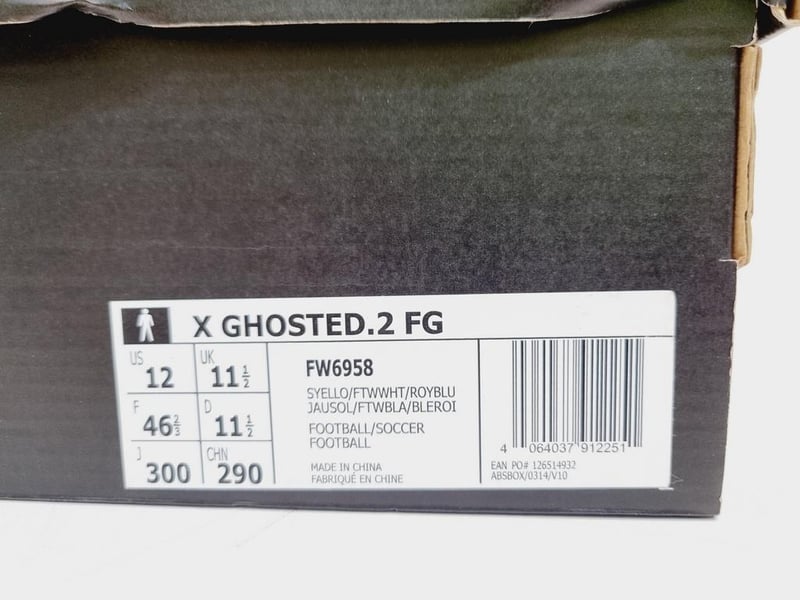 X GHOSTED.2 FG
US 12
UK 11 1/2
F 46 2/3
D 11 1/2
J 300
CHN 290
FW6958
SYELLO/FTWWHT/ROYBLU
JAUSOL/FTWBLA/BLEROI
FOOTBALL/SOCCER
FOOTBALL
MADE IN CHINA
FABRIQUÉ EN CHINE
4 064037 912251
EAN PO# 126514932
ABSBOX/0314/V10